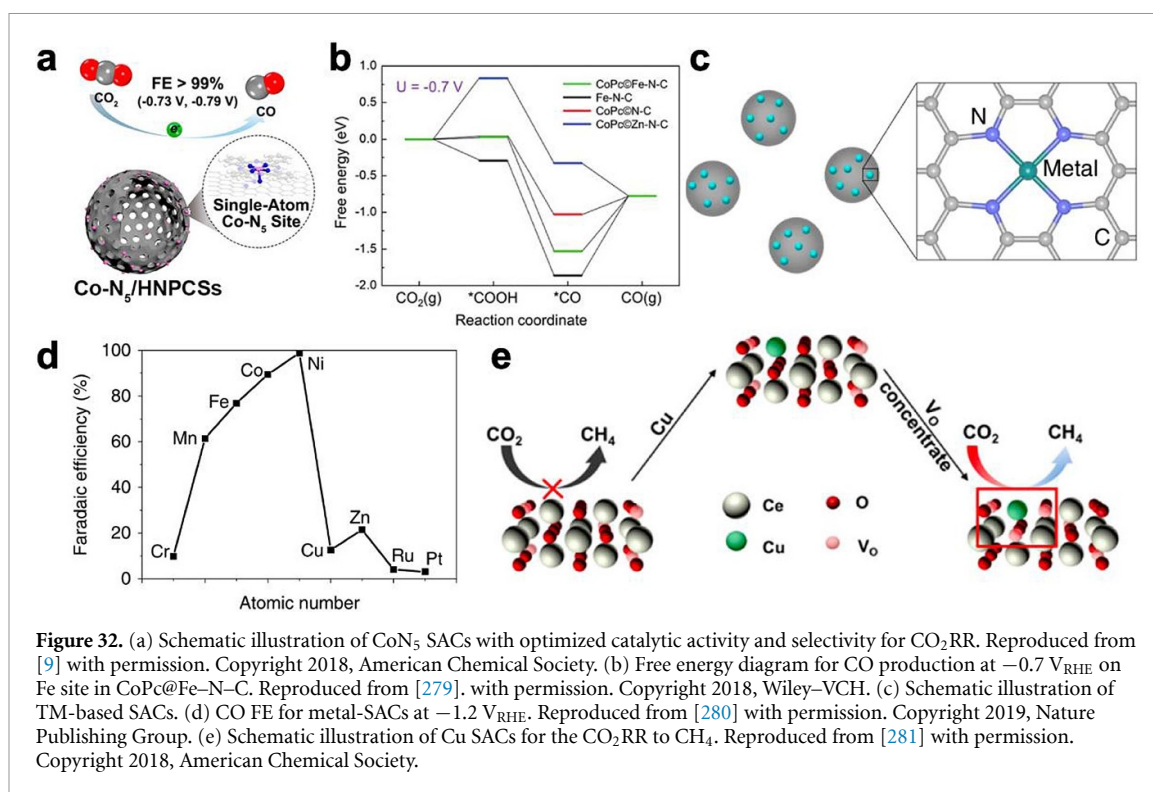 a
CO₂
FE > 99%
(-0.73 V, -0.79 V)
CO
e
Single-Atom
Co-N₅ Site
Co-N₅/HNPCSs
b
U = -0.7 V
CoPc©Fe-N-C
Fe-N-C
CoPc©N-C
CoPc©Zn-N-C
Free energy (eV)
1.0
0.5
0.0
-0.5
-1.0
-1.5
-2.0
CO₂(g)
*COOH
*CO
CO(g)
Reaction coordinate
c
N
Metal
C
d
Faradaic efficiency (%)
100
80
60
40
20
0
Cr
Mn
Fe
Co
Ni
Cu
Zn
Ru
Pt
Atomic number
e
CO₂
CH₄
Cu
V₀ concentrate
CO₂
CH₄
Ce
O
Cu
V₀
Figure 32. (a) Schematic illustration of CoN₅ SACs with optimized catalytic activity and selectivity for CO₂RR. Reproduced from
[9] with permission. Copyright 2018, American Chemical Society. (b) Free energy diagram for CO production at −0.7 V_RHE on
Fe site in CoPc@Fe–N–C. Reproduced from [279]. with permission. Copyright 2018, Wiley–VCH. (c) Schematic illustration of
TM-based SACs. (d) CO FE for metal-SACs at −1.2 V_RHE. Reproduced from [280] with permission. Copyright 2019, Nature
Publishing Group. (e) Schematic illustration of Cu SACs for the CO₂RR to CH₄. Reproduced from [281] with permission.
Copyright 2018, American Chemical Society.